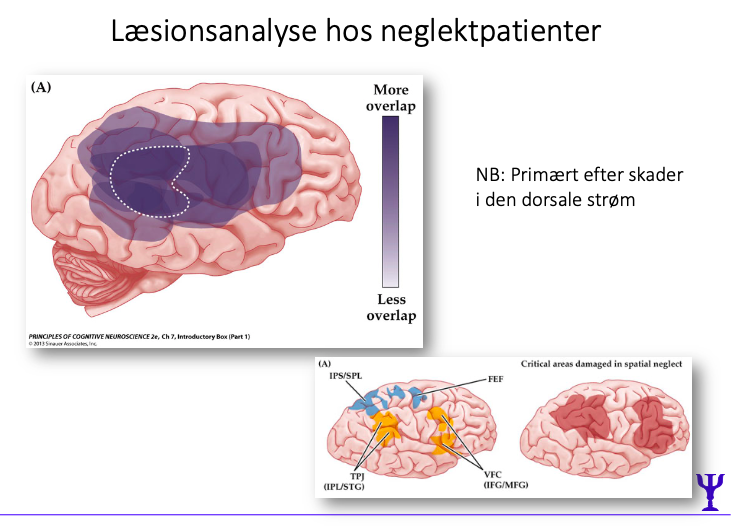 Læsionsanalyse hos neglektpatienter
(A)
More
overlap
Less
overlap
PRINCIPLES OF COGNITIVE NEUROSCIENCE 2e, Ch 7, Introductory Box (Part 1)
© 2013 Sinauer Associates, Inc.
NB: Primært efter skader
i den dorsale strøm
(A)
Critical areas damaged in spatial neglect
IPS/SPL
FEF
TPJ
(IPL/STG)
VFC
(IFG/MFG)
Ψ